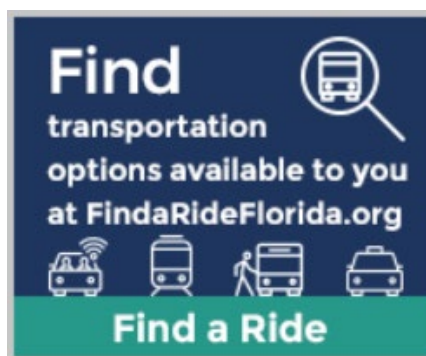 Find
transportation
options available to you
at FindaRideFlorida.org
Find a Ride